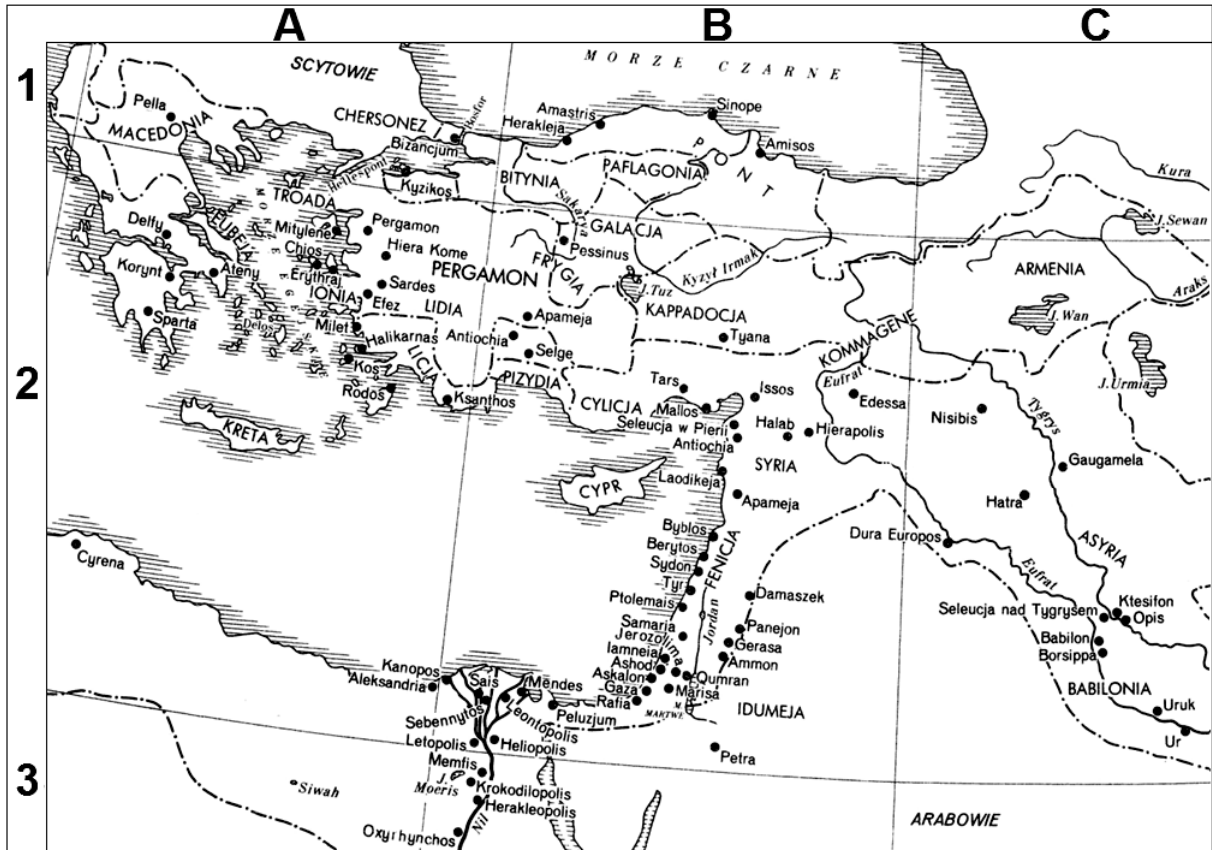 A
B
C
1
2
3
SCYTOWIE
MORZE CZARNE
Pella
MACEDONIA
CHERSONEZ
Bosfor
Bizancjum
Amastris
Herakleja
Sinope
Amisos
PONT
PAFLAGONIA
BITYNIA
Hellespont
Kyzikos
TROADA
Sakarya
GALACJA
Kura
J. Sewan
Delfy
EUBEJA
MORZE EGEJSKIE
Mitylene
Pergamon
Chios
Hiera Kome
Pessinus
FRYGIA
Kyzył Irmak
ARMENIA
Araks
Korynt
Ateny
Erythraj
PERGAMON
Sardes
J. Tuz
IONIA
Efez
LIDIA
KAPPADOCJA
J. Wan
Sparta
Delos
Milet
Apameja
Antiochia
Tyana
KOMMAGENE
Halikarnas
Selge
Kos
LICJA
PIZYDIA
Tars
Issos
Eufrat
J. Urmia
Rodos
Ksanthos
CYLICJA
Mallos
Edessa
Nisibis
Tygrys
KRETA
Seleucja w Pierii
Halab
Hierapolis
Antiochia
SYRIA
Gaugamela
Laodikeja
CYPR
Apameja
Hatra
Byblos
Dura Europos
Cyrena
Berytos
FENICJA
ASYRIA
Sydon
Eufrat
Tyr
Damaszek
Ptolemais
Jordan
Seleucja nad Tygrysem
Ktesifon
Opis
Samaria
Panejon
Jerozolima
Gerasa
Babilon
Iamneia
Ammon
Borsippa
Ashod
Kanopos
Askalon
Qumran
Aleksandria
Sais
Mendes
Gaza
Marisa
BABILONIA
Sebennytos
Leontopolis
Rafia
M. MARTWE
IDUMEJA
Uruk
Peluzjum
Ur
Letopolis
Heliopolis
Petra
Memfis
Siwah
J. Moeris
Krokodilopolis
Herakleopolis
Nil
ARABOWIE
Oxyrhynchos